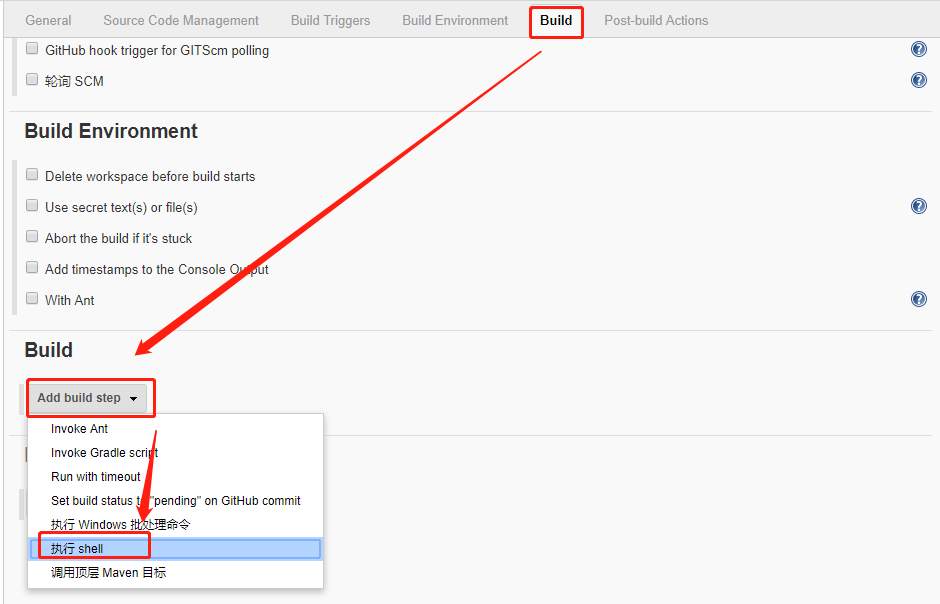 General Source Code Management Build Triggers Build Environment Build Post-build Actions
GitHub hook trigger for GITScm polling
轮询 SCM
Build Environment
Delete workspace before build starts
Use secret text(s) or file(s)
Abort the build if it's stuck
Add timestamps to the Console Output
With Ant
Build
Add build step
Invoke Ant
Invoke Gradle script
Run with timeout
Set build status to "pending" on GitHub commit
执行 Windows 批处理命令
执行 shell
调用顶层 Maven 目标